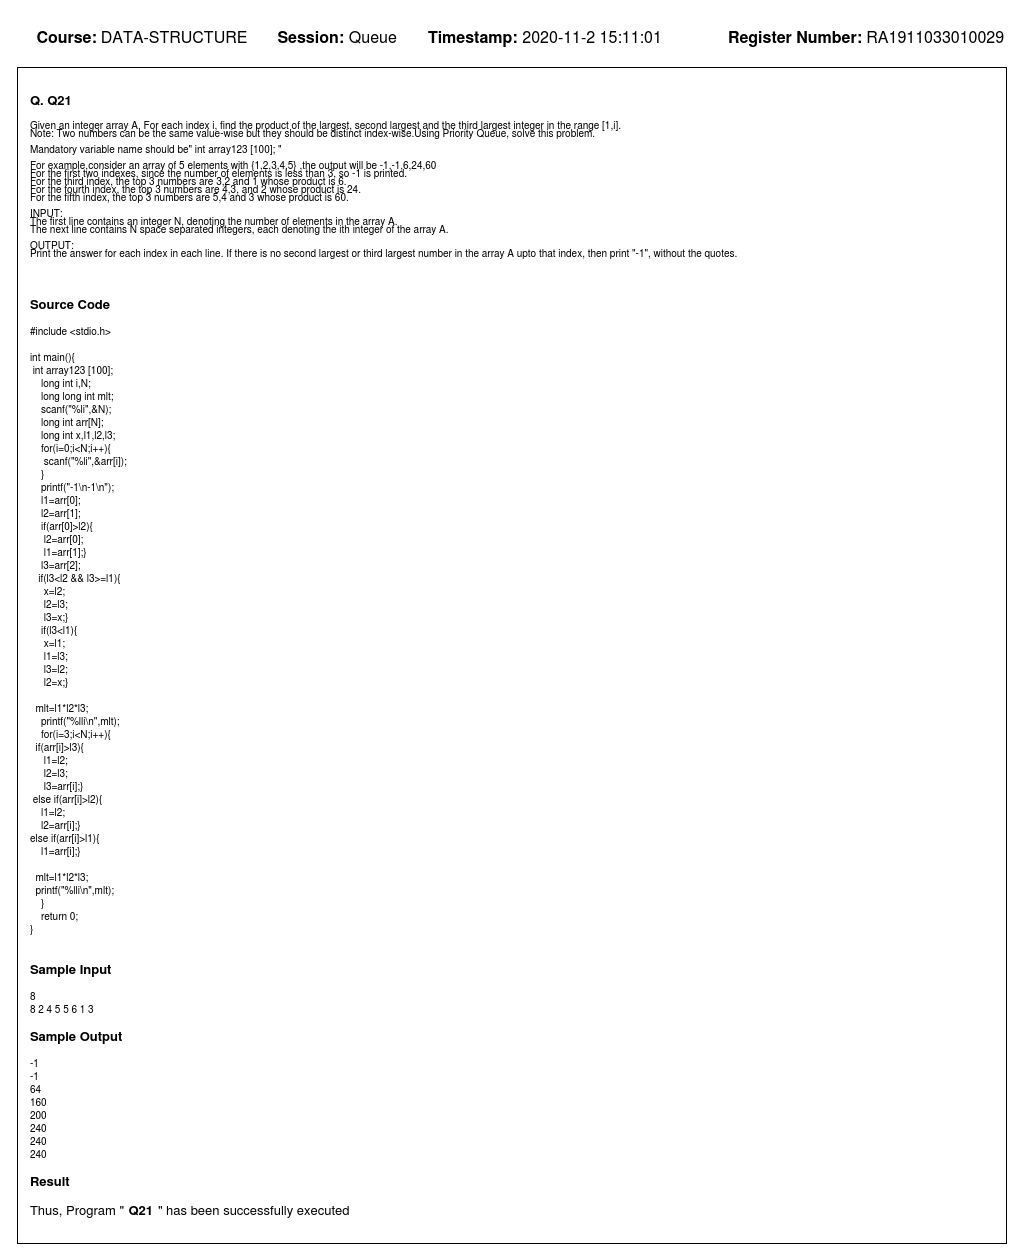 Course: DATA-STRUCTURE Session: Queue Timestamp: 2020-11-2 15:11:01 Register Number: RA1911033010029
Q. Q21
Given an integer array A, For each index i, find the product of the largest, second largest and the third largest integer in the range [1,i].
Note: Two numbers can be the same value-wise but they should be distinct index-wise.Using Priority Queue, solve this problem.
Mandatory variable name should be" int array123 [100]; "
For example,consider an array of 5 elements with {1,2,3,4,5} ,the output will be -1,-1,6,24,60
For the first two indexes, since the number of elements is less than 3, so -1 is printed.
For the third index, the top 3 numbers are 3,2 and 1 whose product is 6.
For the fourth index, the top 3 numbers are 4,3, and 2 whose product is 24.
For the fifth index, the top 3 numbers are 5,4 and 3 whose product is 60.
INPUT:
The first line contains an integer N, denoting the number of elements in the array A.
The next line contains N space separated integers, each denoting the ith integer of the array A.
OUTPUT:
Print the answer for each index in each line. If there is no second largest or third largest number in the array A upto that index, then print "-1", without the quotes.
Source Code
#include <stdio.h>
int main(){
int array123 [100];
long int i,N;
long long int mlt;
scanf("%li",&N);
long int arr[N];
long int x,l1,l2,l3;
for(i=0;i<N;i++){
scanf("%li",&arr[i]);
}
printf("-1\n-1\n");
l1=arr[0];
l2=arr[1];
if(arr[0]>l2){
l2=arr[0];
l1=arr[1];}
l3=arr[2];
if(l3<l2 && l3>=l1){
x=l2;
l2=l3;
l3=x;}
if(l3<l1){
x=l1;
l1=l3;
l3=l2;
l2=x;}
mlt=l1*l2*l3;
printf("%lli\n",mlt);
for(i=3;i<N;i++){
if(arr[i]>l3){
l1=l2;
l2=l3;
l3=arr[i];}
else if(arr[i]>l2){
l1=l2;
l2=arr[i];}
else if(arr[i]>l1){
l1=arr[i];}
mlt=l1*l2*l3;
printf("%lli\n",mlt);
}
return 0;
}
Sample Input
8
8 2 4 5 5 6 1 3
Sample Output
-1
-1
64
160
200
240
240
240
Result
Thus, Program " Q21 " has been successfully executed